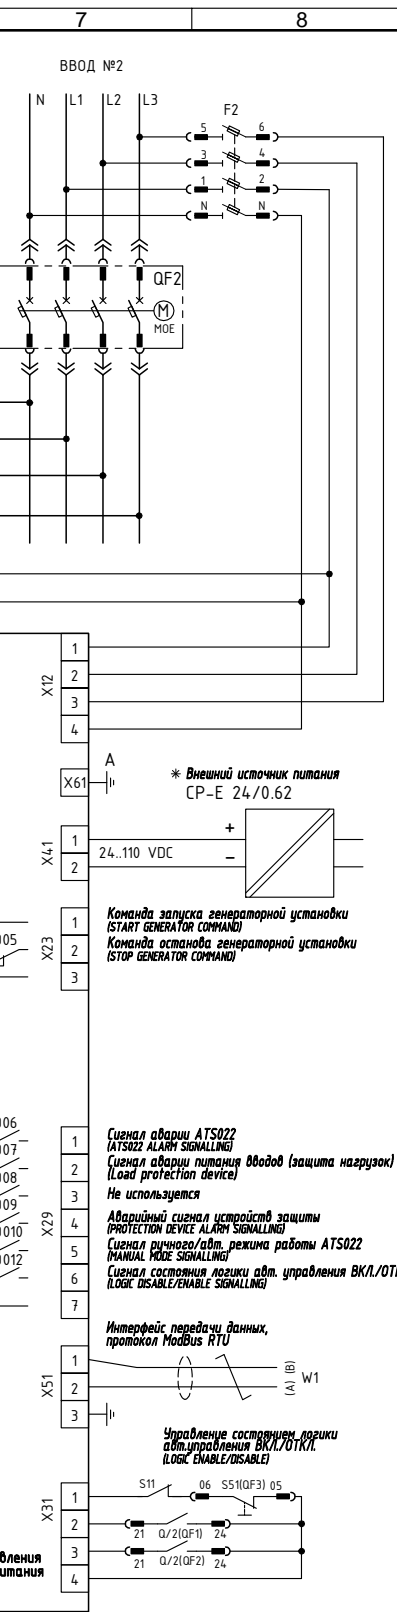 7 8
ВВОД №2
N L1 L2 L3
F2
5 6
3 4
1 2
N N
QF2
M
MOE
X12
1
2
3
4
A
X61
* Внешний источник питания
CP-E 24/0.62
X41
1
2
+
24..110 VDC
−
X23
1
2
3
Команда запуска генераторной установки
(START GENERATOR COMMAND)
Команда останова генераторной установки
(STOP GENERATOR COMMAND)
X29
1
2
3
4
5
6
7
Сигнал аварии ATS022
(ATS022 ALARM SIGNALLING)
Сигнал аварии питания вводов (защита нагрузок)
(Load protection device)
Не используется
Аварийный сигнал устройств защиты
(PROTECTION DEVICE ALARM SIGNALLING)
Сигнал ручного/авт. режима работы ATS022
(MANUAL MODE SIGNALLING)
Сигнал состояния логики авт. управления ВКЛ./ОТК
(LOGIC DISABLE/ENABLE SIGNALLING)
Интерфейс передачи данных,
протокол ModBus RTU
X51
1
2
3
(B)
(A)
W1
Управление состоянием логики
авт.управления ВКЛ./ОТКЛ.
(LOGIC ENABLE/DISABLE)
X31
1
2
3
4
S11 06 S51(QF3) 05
21 Q/2(QF1) 24
21 Q/2(QF2) 24
вления
итания